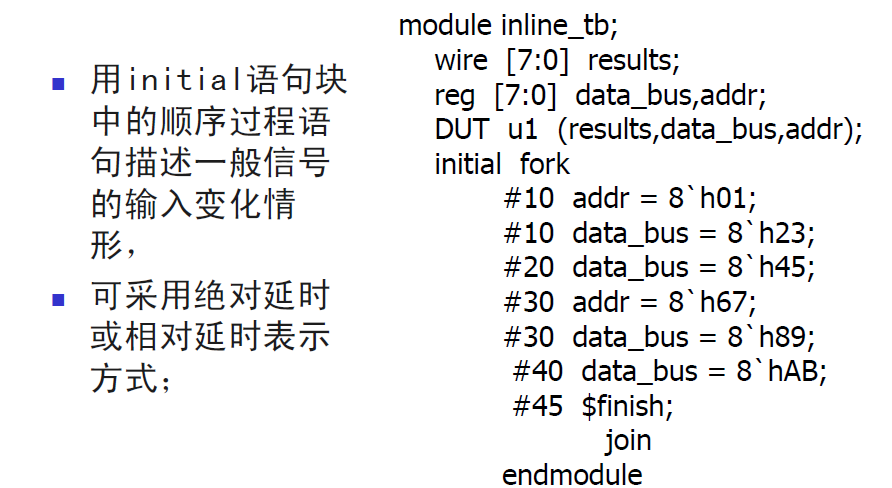 用initial语句块
中的顺序过程语
句描述一般信号
的输入变化情
形,
可采用绝对延时
或相对延时表示
方式;
module inline_tb;
wire [7:0] results;
reg [7:0] data_bus,addr;
DUT u1 (results,data_bus,addr);
initial fork
#10 addr = 8`h01;
#10 data_bus = 8`h23;
#20 data_bus = 8`h45;
#30 addr = 8`h67;
#30 data_bus = 8`h89;
#40 data_bus = 8`hAB;
#45 $finish;
join
endmodule